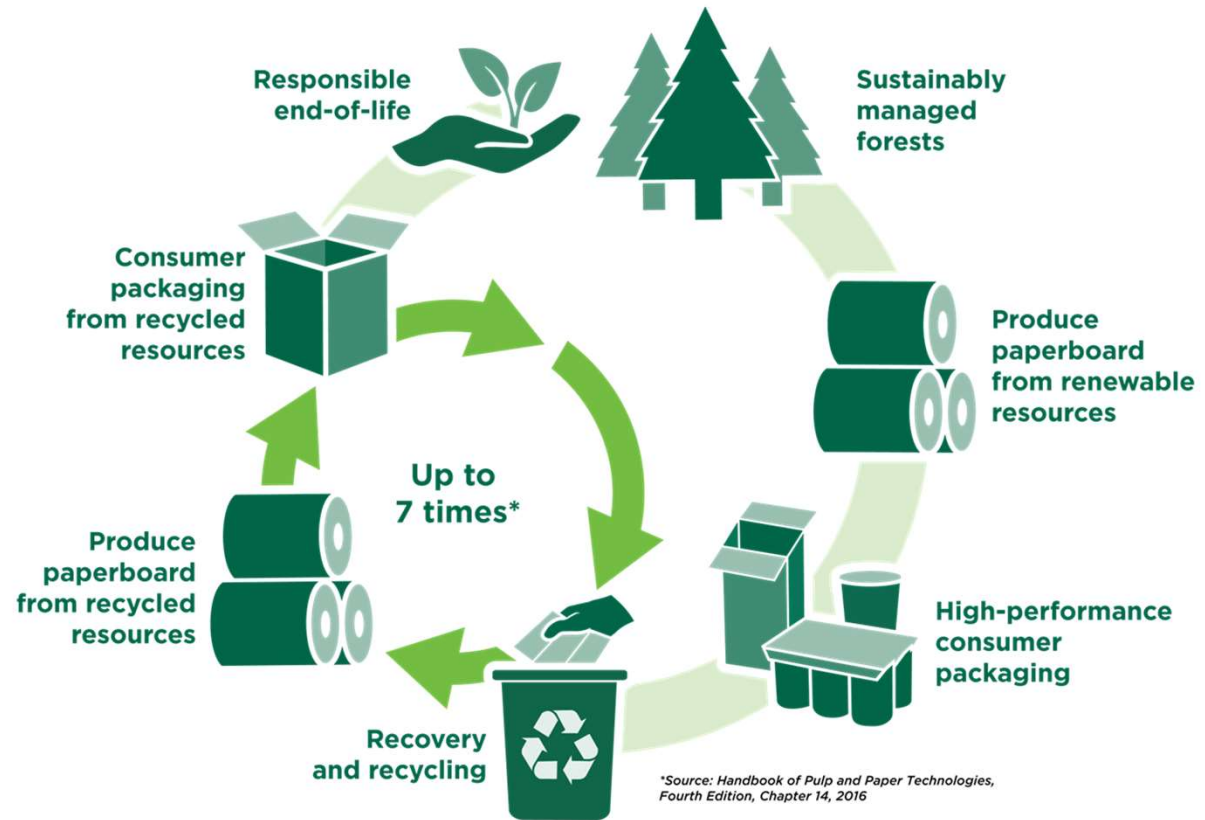 Responsible
end-of-life
Sustainably
managed
forests
Consumer
packaging
from recycled
resources
Produce
paperboard
from renewable
resources
Up to
7 times*
Produce
paperboard
from recycled
resources
High-performance
consumer
packaging
Recovery
and recycling
*Source: Handbook of Pulp and Paper Technologies,
Fourth Edition, Chapter 14, 2016